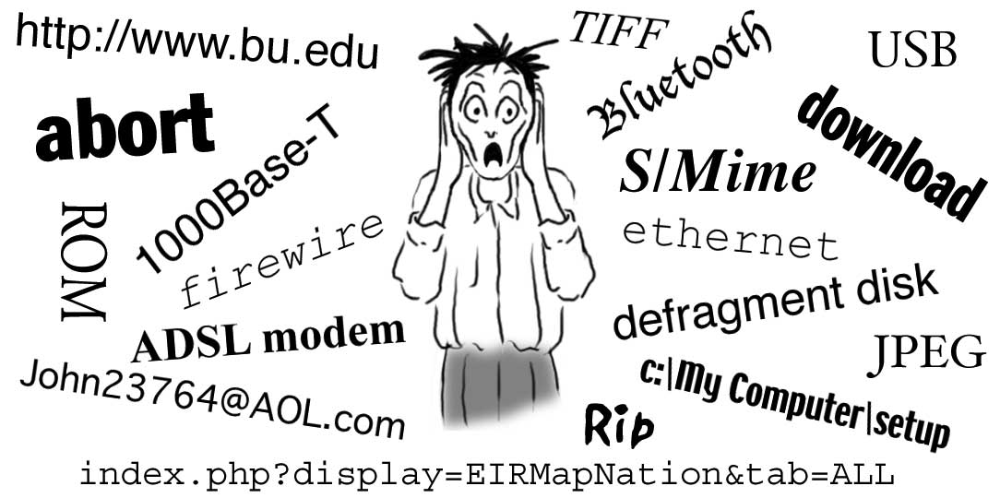 http://www.bu.edu
TIFF
Bluetooth
USB
abort
1000Base-T
download
S/Mime
ROM
firewire
ethernet
defragment disk
ADSL modem
JPEG
John23764@AOL.com
c:|My Computer|setup
Rip
index.php?display=EIRMapNation&tab=ALL